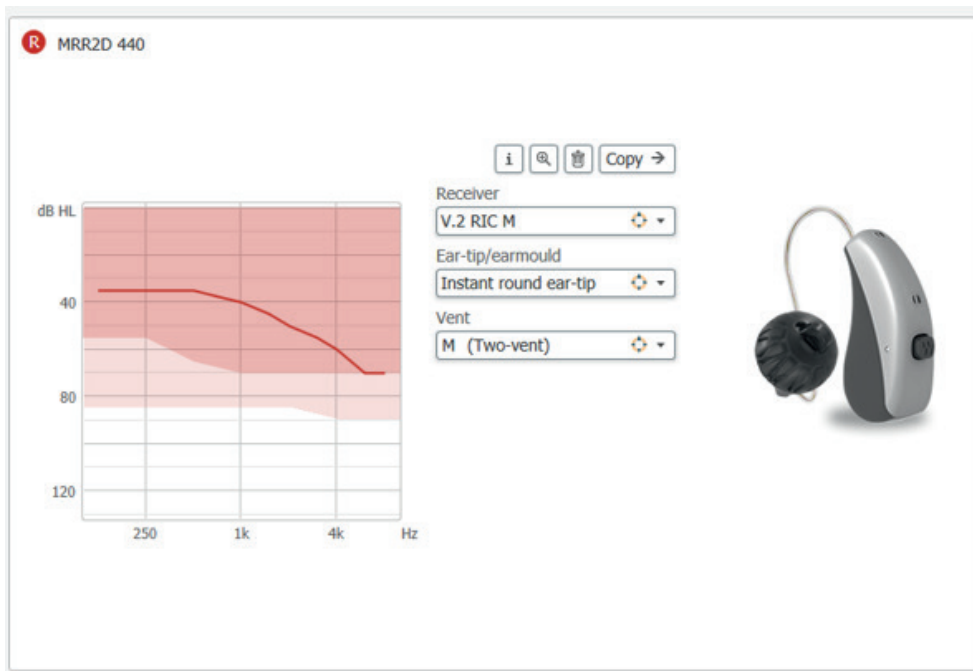 R MRR2D 440
i Copy →
Receiver
V.2 RIC M
Ear-tip/earmould
Instant round ear-tip
Vent
M (Two-vent)
dB HL
40
80
120
250 1k 4k Hz